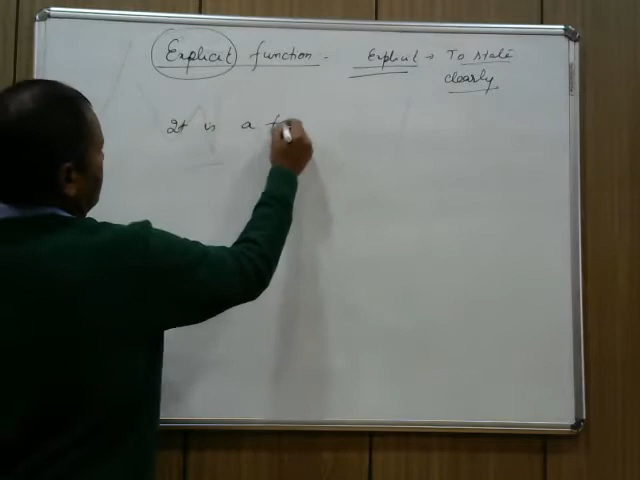 Explicit function - Explicit → To state
clearly
It is a f